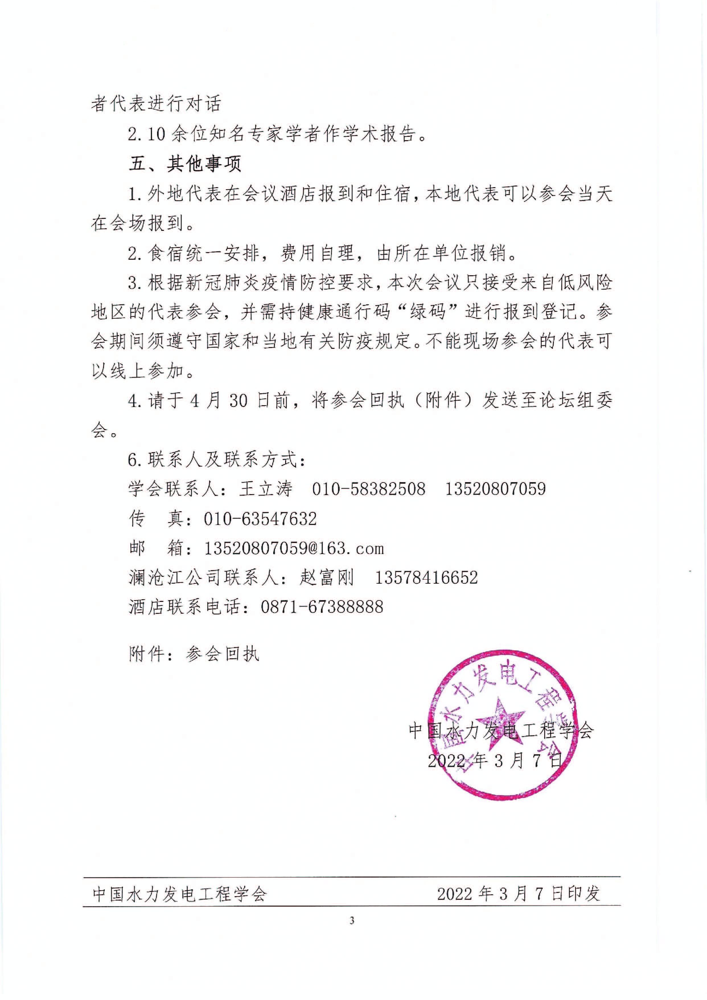 者代表进行对话
2.10 余位知名专家学者作学术报告。
五、其他事项
1.外地代表在会议酒店报到和住宿，本地代表可以参会当天
在会场报到。
2.食宿统一安排，费用自理，由所在单位报销。
3.根据新冠肺炎疫情防控要求，本次会议只接受来自低风险
地区的代表参会，并需持健康通行码“绿码”进行报到登记。参
会期间须遵守国家和当地有关防疫规定。不能现场参会的代表可
以线上参加。
4.请于 4 月 30 日前，将参会回执（附件）发送至论坛组委
会。
6.联系人及联系方式：
学会联系人：王立涛 010-58382508 13520807059
传 真：010-63547632
邮 箱：13520807059@163.com
澜沧江公司联系人：赵富刚 13578416652
酒店联系电话：0871-67388888
附件：参会回执
中国水力发电工程学会
中国水力发电工程学会
2022 年 3 月 7 日
中国水力发电工程学会 2022 年 3 月 7 日印发
3